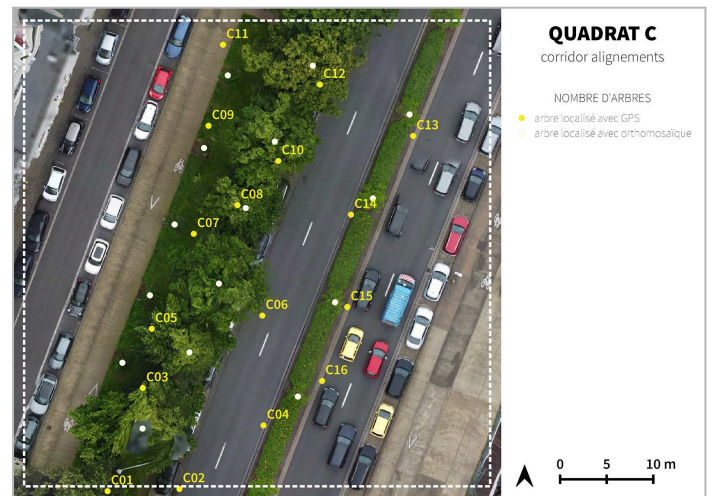 QUADRAT C
corridor alignements
NOMBRE D'ARBRES
arbre localisé avec GPS
arbre localisé avec orthomosaïque
C11
C12
C09
C13
C10
C08
C14
C07
C06
C15
C05
C16
C03
C04
C01
C02
0 5 10 m